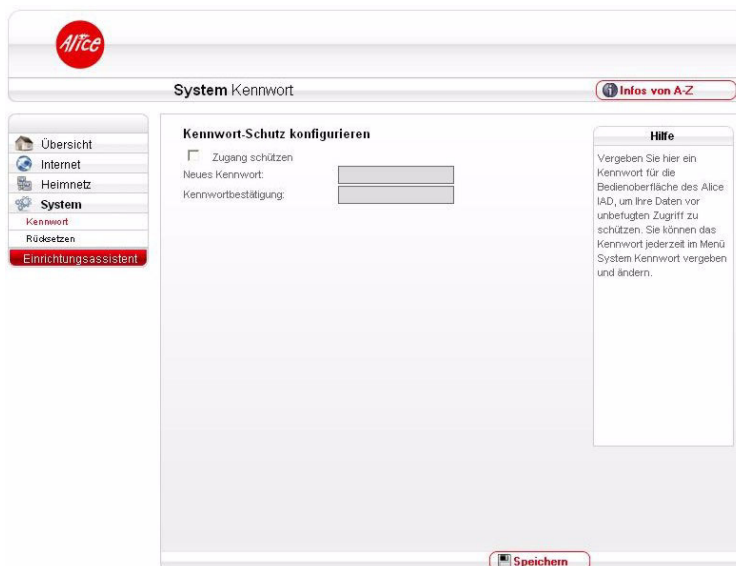 Alice
System Kennwort
Infos von A-Z
Übersicht
Internet
Heimnetz
System
Kennwort
Rücksetzen
Einrichtungsassistent
Kennwort-Schutz konfigurieren
Zugang schützen
Neues Kennwort:
Kennwortbestätigung:
Hilfe
Vergeben Sie hier ein
Kennwort für die
Bedienoberfläche des Alice
IAD, um Ihre Daten vor
unbefugten Zugriff zu
schützen. Sie können das
Kennwort jederzeit im Menü
System Kennwort vergeben
und ändern.
Speichern